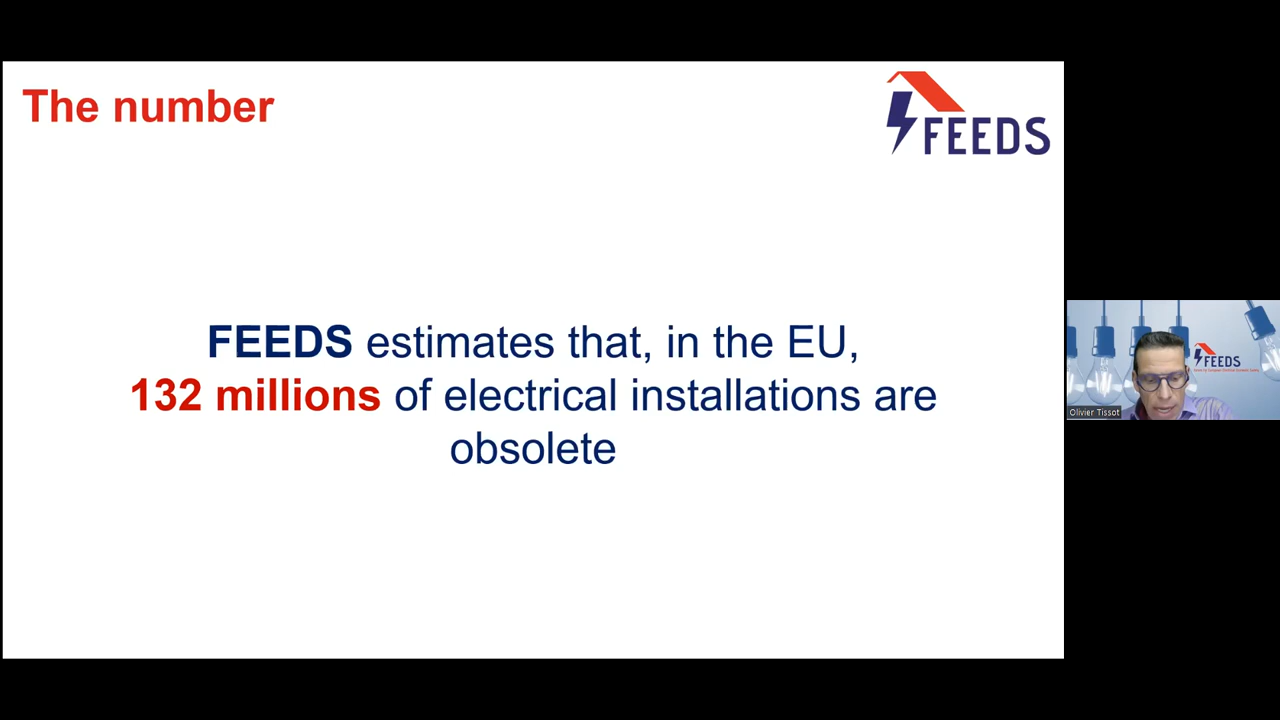 The number
FEEDS
FEEDS estimates that, in the EU,
132 millions of electrical installations are
obsolete
FEEDS
Olivier Tissot